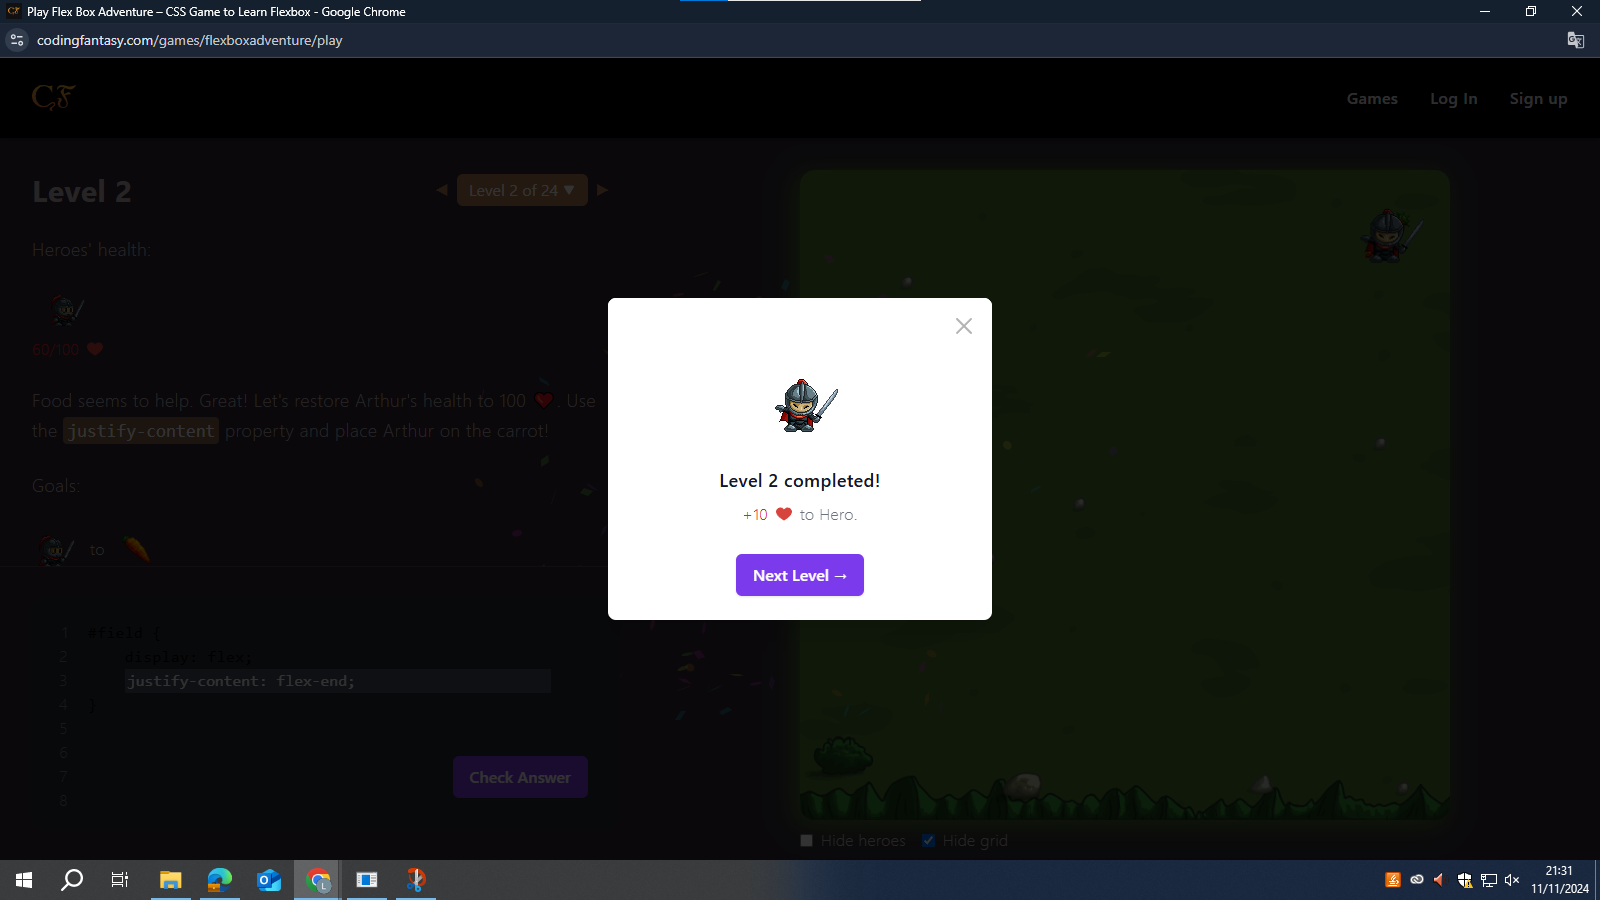 Play Flex Box Adventure – CSS Game to Learn Flexbox - Google Chrome
codingfantasy.com/games/flexboxadventure/play
CF
Games
Log In
Sign up
Level 2
◀ Level 2 of 24 ▼ ▶
Heroes' health:
60/100 ❤
Food seems to help. Great! Let's restore Arthur's health to 100 ❤. Use
the justify-content property and place Arthur on the carrot!
Goals:
to
1 #field {
2 display: flex;
3 justify-content: flex-end;
4 }
5
6
7
8
Check Answer
Level 2 completed!
+10 ❤ to Hero.
Next Level →
Hide heroes
Hide grid
21:31
11/11/2024